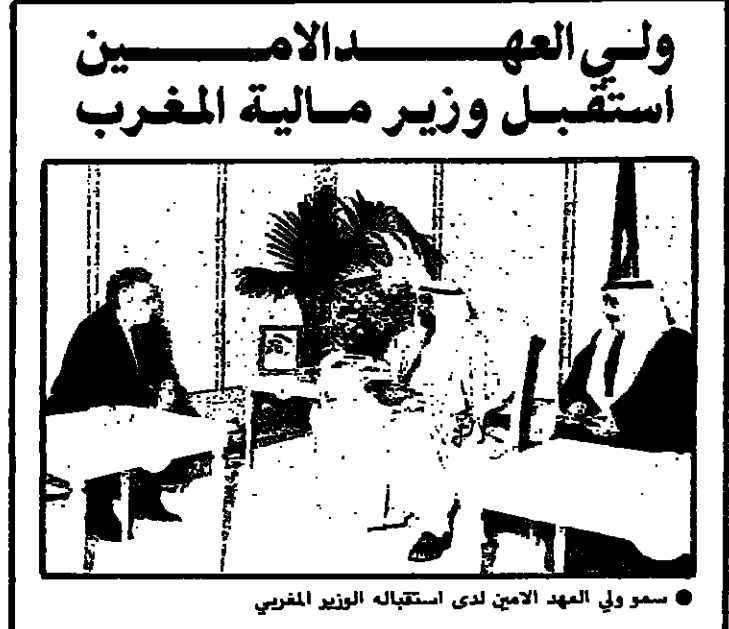 ولي العهد الامين
استقبل وزير مالية المغرب
● سمو ولي العهد الامين لدى استقباله الوزير المغربي